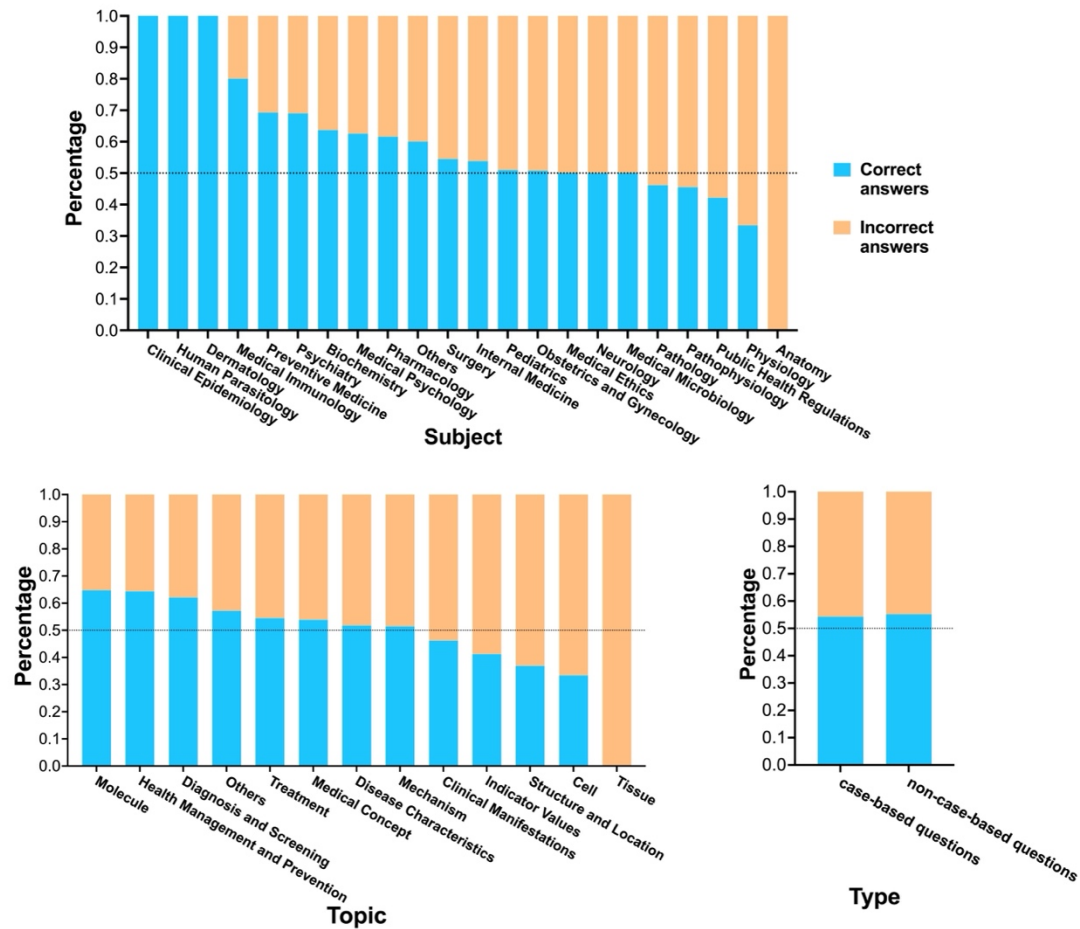 Percentage
1.0
0.9
0.8
0.7
0.6
0.5
0.4
0.3
0.2
0.1
0.0
Clinical Epidemiology
Human Parasitology
Dermatology
Medical Immunology
Preventive Medicine
Psychiatry
Biochemistry
Medical Psychology
Pharmacology
Others
Surgery
Internal Medicine
Pediatrics
Obstetrics and Gynecology
Medical Ethics
Neurology
Medical Microbiology
Pathology
Pathophysiology
Public Health Regulations
Physiology
Anatomy
Subject
Correct
answers
Incorrect
answers
Percentage
1.0
0.9
0.8
0.7
0.6
0.5
0.4
0.3
0.2
0.1
0.0
Molecule
Health Management and Prevention
Diagnosis and Screening
Others
Treatment
Medical Concept
Disease Characteristics
Mechanism
Clinical Manifestations
Indicator Values
Structure and Location
Cell
Tissue
Topic
Percentage
1.0
0.9
0.8
0.7
0.6
0.5
0.4
0.3
0.2
0.1
0.0
case-based questions
non-case-based questions
Type